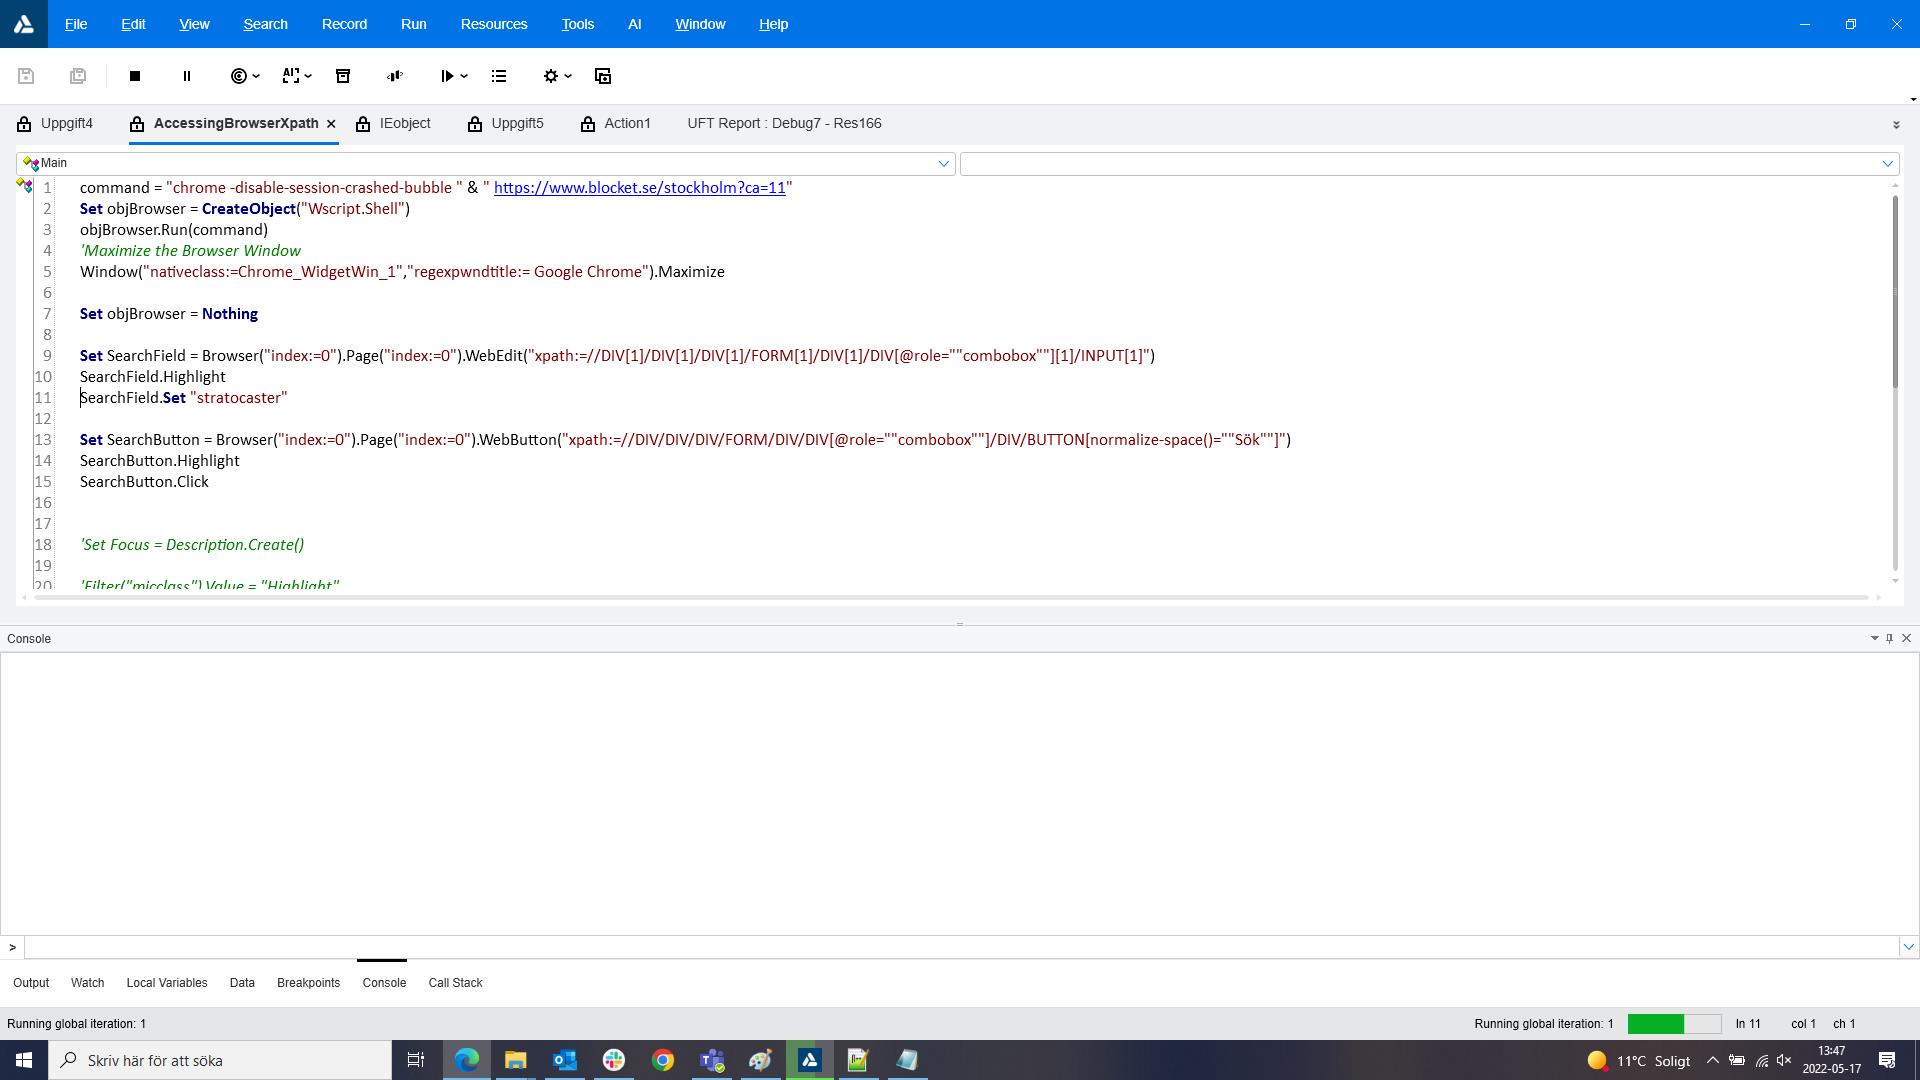 File Edit View Search Record Run Resources Tools AI Window Help
AI
Uppgift4 AccessingBrowserXpath IEobject Uppgift5 Action1 UFT Report : Debug7 - Res166
Main
1 command = "chrome -disable-session-crashed-bubble " & " https://www.blocket.se/stockholm?ca=11"
2 Set objBrowser = CreateObject("Wscript.Shell")
3 objBrowser.Run(command)
4 'Maximize the Browser Window
5 Window("nativeclass:=Chrome_WidgetWin_1","regexpwndtitle:= Google Chrome").Maximize
6
7 Set objBrowser = Nothing
8
9 Set SearchField = Browser("index:=0").Page("index:=0").WebEdit("xpath:=//DIV[1]/DIV[1]/DIV[1]/FORM[1]/DIV[1]/DIV[@role=""combobox""][1]/INPUT[1]")
10 SearchField.Highlight
11 SearchField.Set "stratocaster"
12
13 Set SearchButton = Browser("index:=0").Page("index:=0").WebButton("xpath:=//DIV/DIV/DIV/FORM/DIV/DIV[@role=""combobox""]/DIV/BUTTON[normalize-space()=""Sök""]")
14 SearchButton.Highlight
15 SearchButton.Click
16
17
18 'Set Focus = Description.Create()
19
20 'Filter("micclass").Value = "Highlight"
Console
>
Output Watch Local Variables Data Breakpoints Console Call Stack
Running global iteration: 1 Running global iteration: 1 ln 11 col 1 ch 1
Skriv här för att söka 11°C Soligt 13:47
2022-05-17